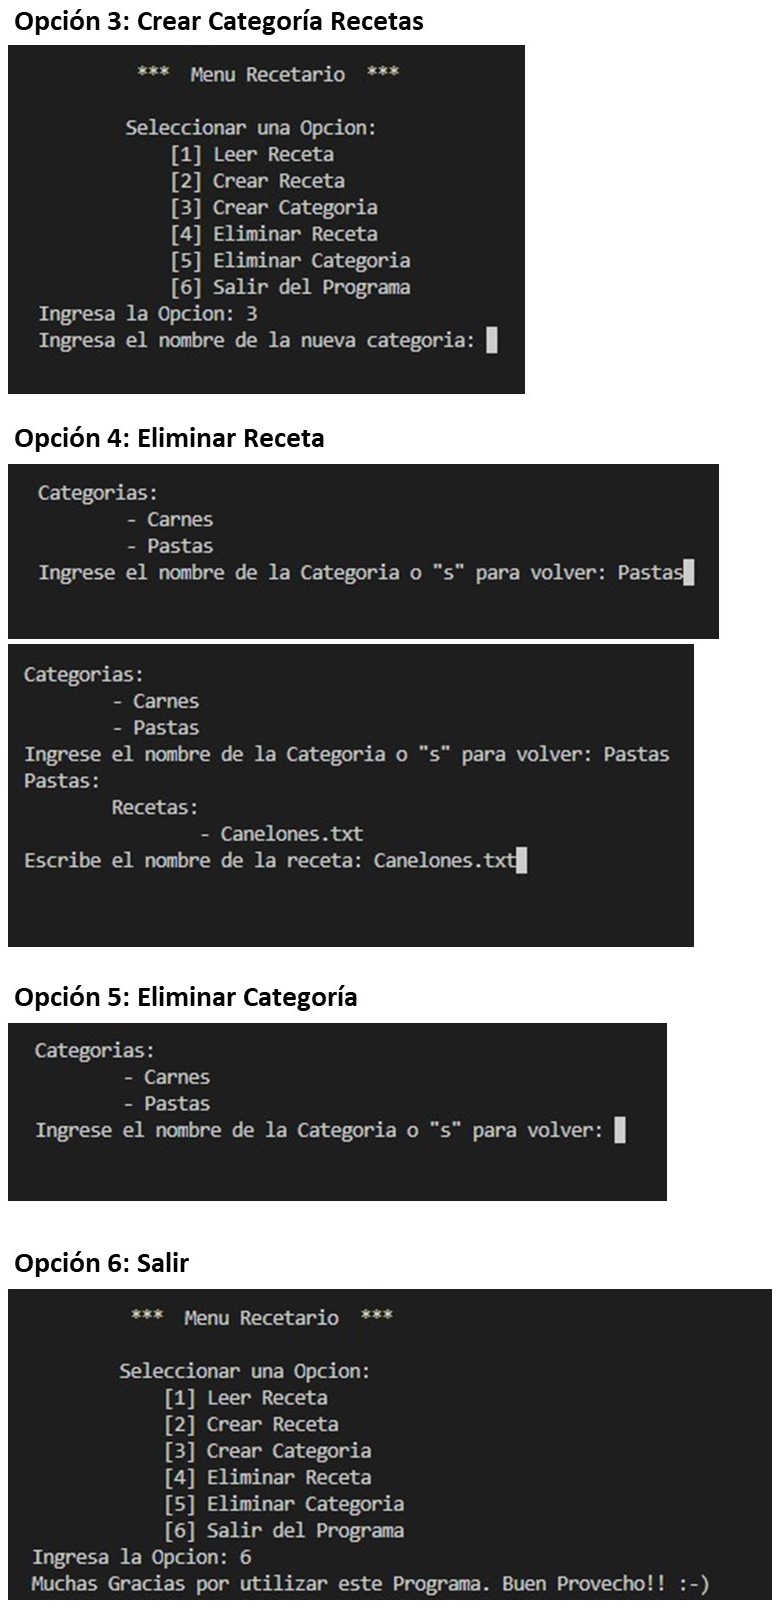 Opción 3: Crear Categoría Recetas
*** Menu Recetario ***
Seleccionar una Opcion:
[1] Leer Receta
[2] Crear Receta
[3] Crear Categoria
[4] Eliminar Receta
[5] Eliminar Categoria
[6] Salir del Programa
Ingresa la Opcion: 3
Ingresa el nombre de la nueva categoria:
Opción 4: Eliminar Receta
Categorias:
- Carnes
- Pastas
Ingrese el nombre de la Categoria o "s" para volver: Pastas
Categorias:
- Carnes
- Pastas
Ingrese el nombre de la Categoria o "s" para volver: Pastas
Pastas:
Recetas:
- Canelones.txt
Escribe el nombre de la receta: Canelones.txt
Opción 5: Eliminar Categoría
Categorias:
- Carnes
- Pastas
Ingrese el nombre de la Categoria o "s" para volver:
Opción 6: Salir
*** Menu Recetario ***
Seleccionar una Opcion:
[1] Leer Receta
[2] Crear Receta
[3] Crear Categoria
[4] Eliminar Receta
[5] Eliminar Categoria
[6] Salir del Programa
Ingresa la Opcion: 6
Muchas Gracias por utilizar este Programa. Buen Provecho!! :-)